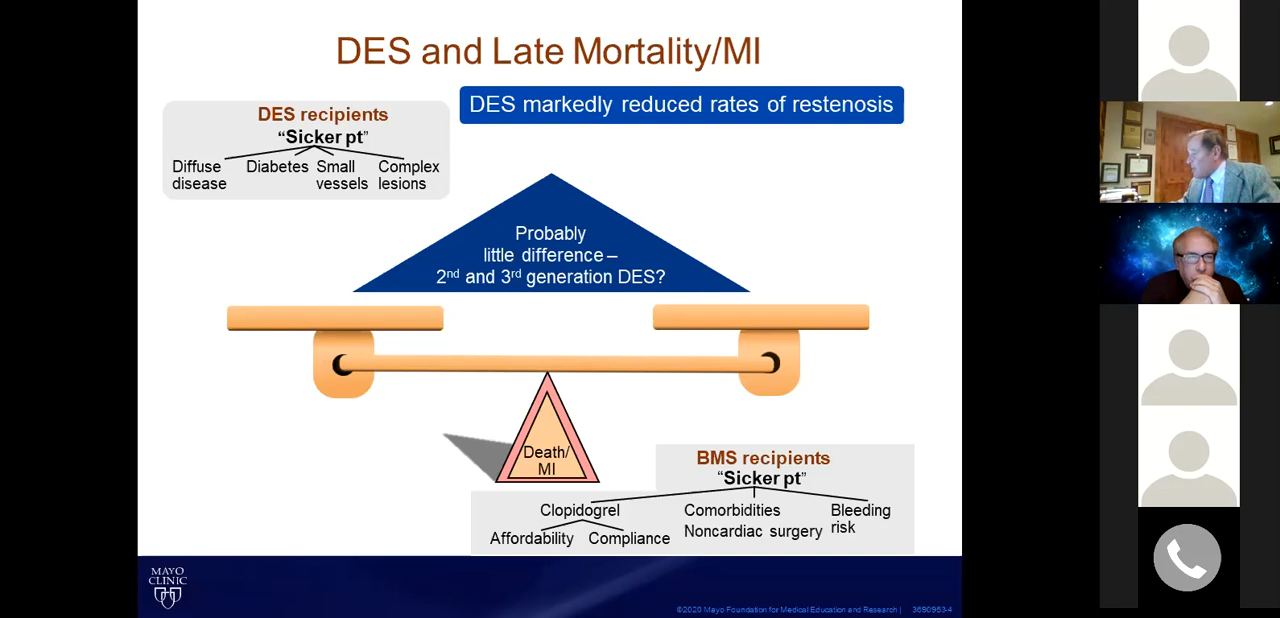 DES and Late Mortality/MI
DES recipients
“Sicker pt”
Diffuse disease
Diabetes
Small vessels
Complex lesions
DES markedly reduced rates of restenosis
Probably
little difference –
2nd and 3rd generation DES?
Death/
MI
BMS recipients
“Sicker pt”
Clopidogrel
Affordability
Compliance
Comorbidities
Noncardiac surgery
Bleeding
risk
MAYO
CLINIC
©2020 Mayo Foundation for Medical Education and Research | 3690953-4